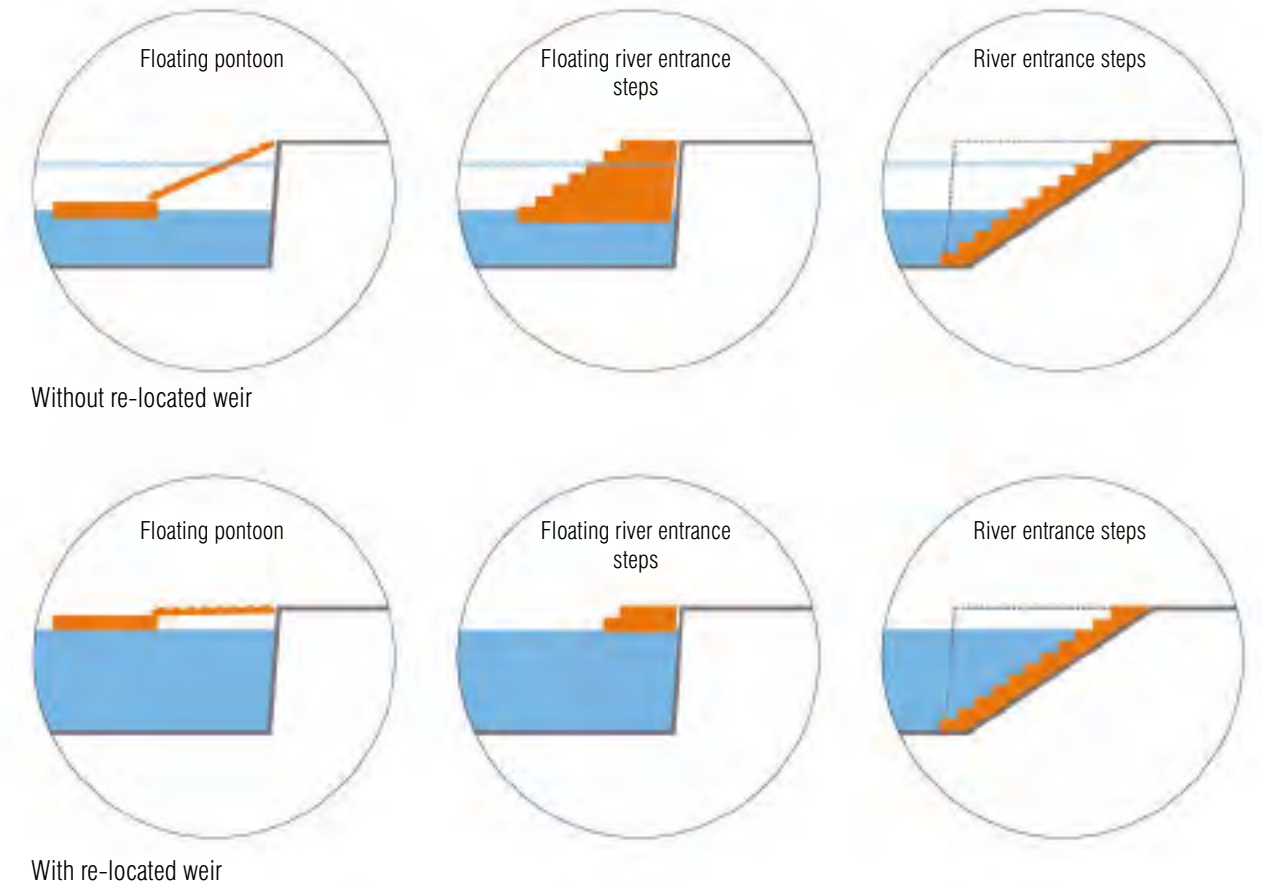 Floating pontoon
Floating river entrance
steps
River entrance steps
Without re-located weir
Floating pontoon
Floating river entrance
steps
River entrance steps
With re-located weir